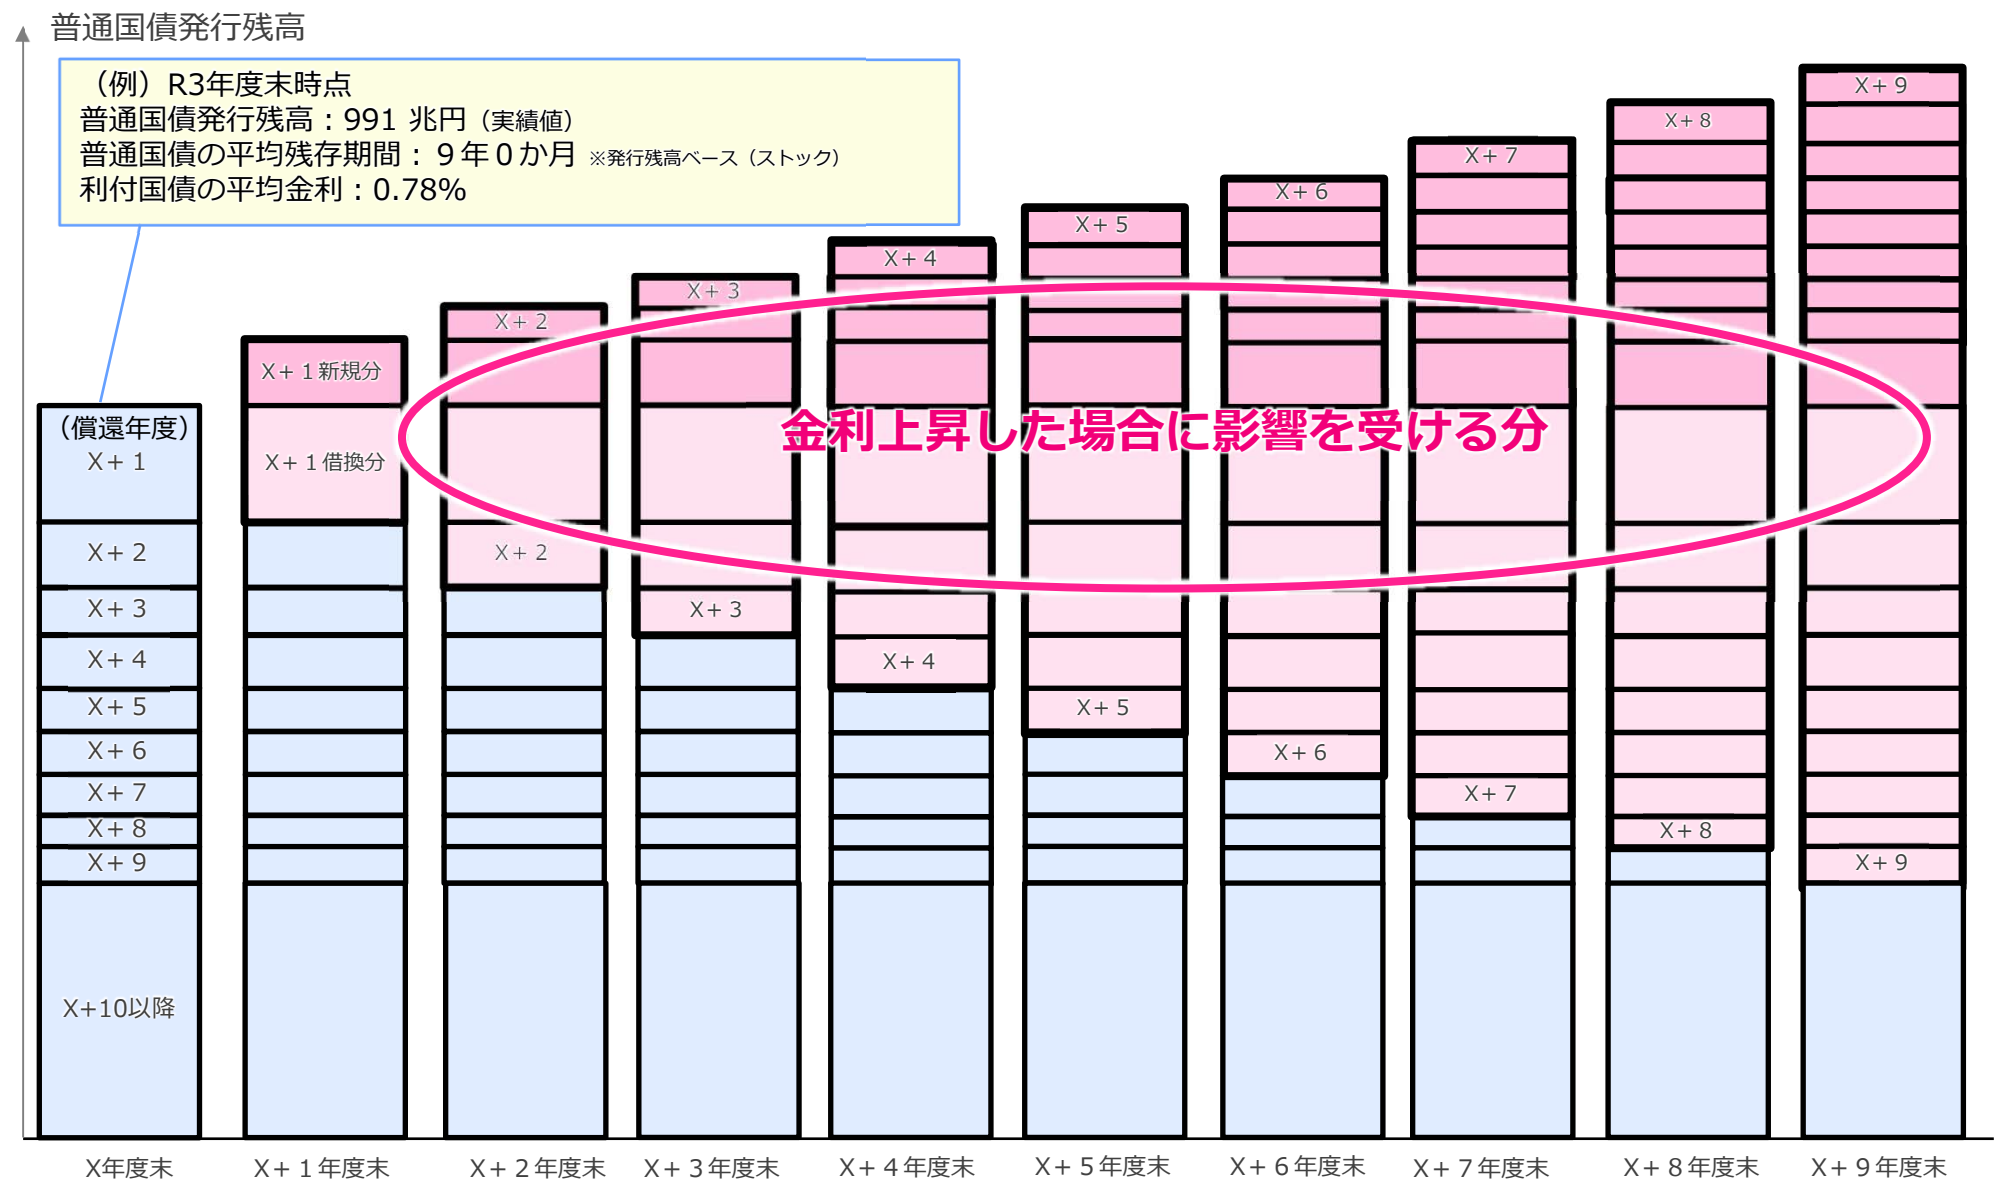 普通国債発行残高
（例）R3年度末時点
普通国債発行残高：991 兆円（実績値）
普通国債の平均残存期間：９年０か月 ※発行残高ベース（ストック）
利付国債の平均金利：0.78%
（償還年度）
X+１
X+２
X+３
X+４
X+５
X+６
X+７
X+８
X+９
X+10以降
X+１新規分
X+１借換分
X+２
X+２
X+３
X+３
X+４
X+４
X+５
X+５
X+６
X+６
X+７
X+７
X+８
X+８
X+９
X+９
金利上昇した場合に影響を受ける分
X年度末
X+１年度末
X+２年度末
X+３年度末
X+４年度末
X+５年度末
X+６年度末
X+７年度末
X+８年度末
X+９年度末